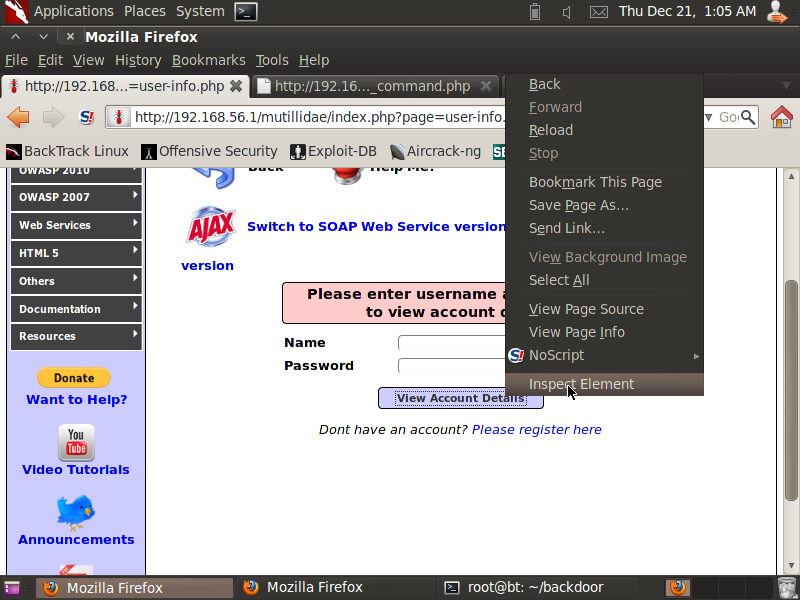 Applications Places System Thu Dec 21, 1:05 AM
Mozilla Firefox
File Edit View History Bookmarks Tools Help
http://192.168...=user-info.php http://192.16..._command.php
http://192.168.56.1/mutillidae/index.php?page=user-info. Goo
BackTrack Linux Offensive Security Exploit-DB Aircrack-ng SE
Back
Forward
Reload
Stop
Bookmark This Page
Save Page As...
Send Link...
View Background Image
Select All
View Page Source
View Page Info
NoScript
Inspect Element
OWASP 2010
OWASP 2007
Web Services
HTML 5
Others
Documentation
Resources
Donate
Want to Help?
You
Tube
Video Tutorials
Announcements
Back Help Me!
AJAX
Switch to SOAP Web Service version
version
Please enter username a
to view account
Name
Password
View Account Details
Dont have an account? Please register here
Mozilla Firefox Mozilla Firefox root@bt: ~/backdoor